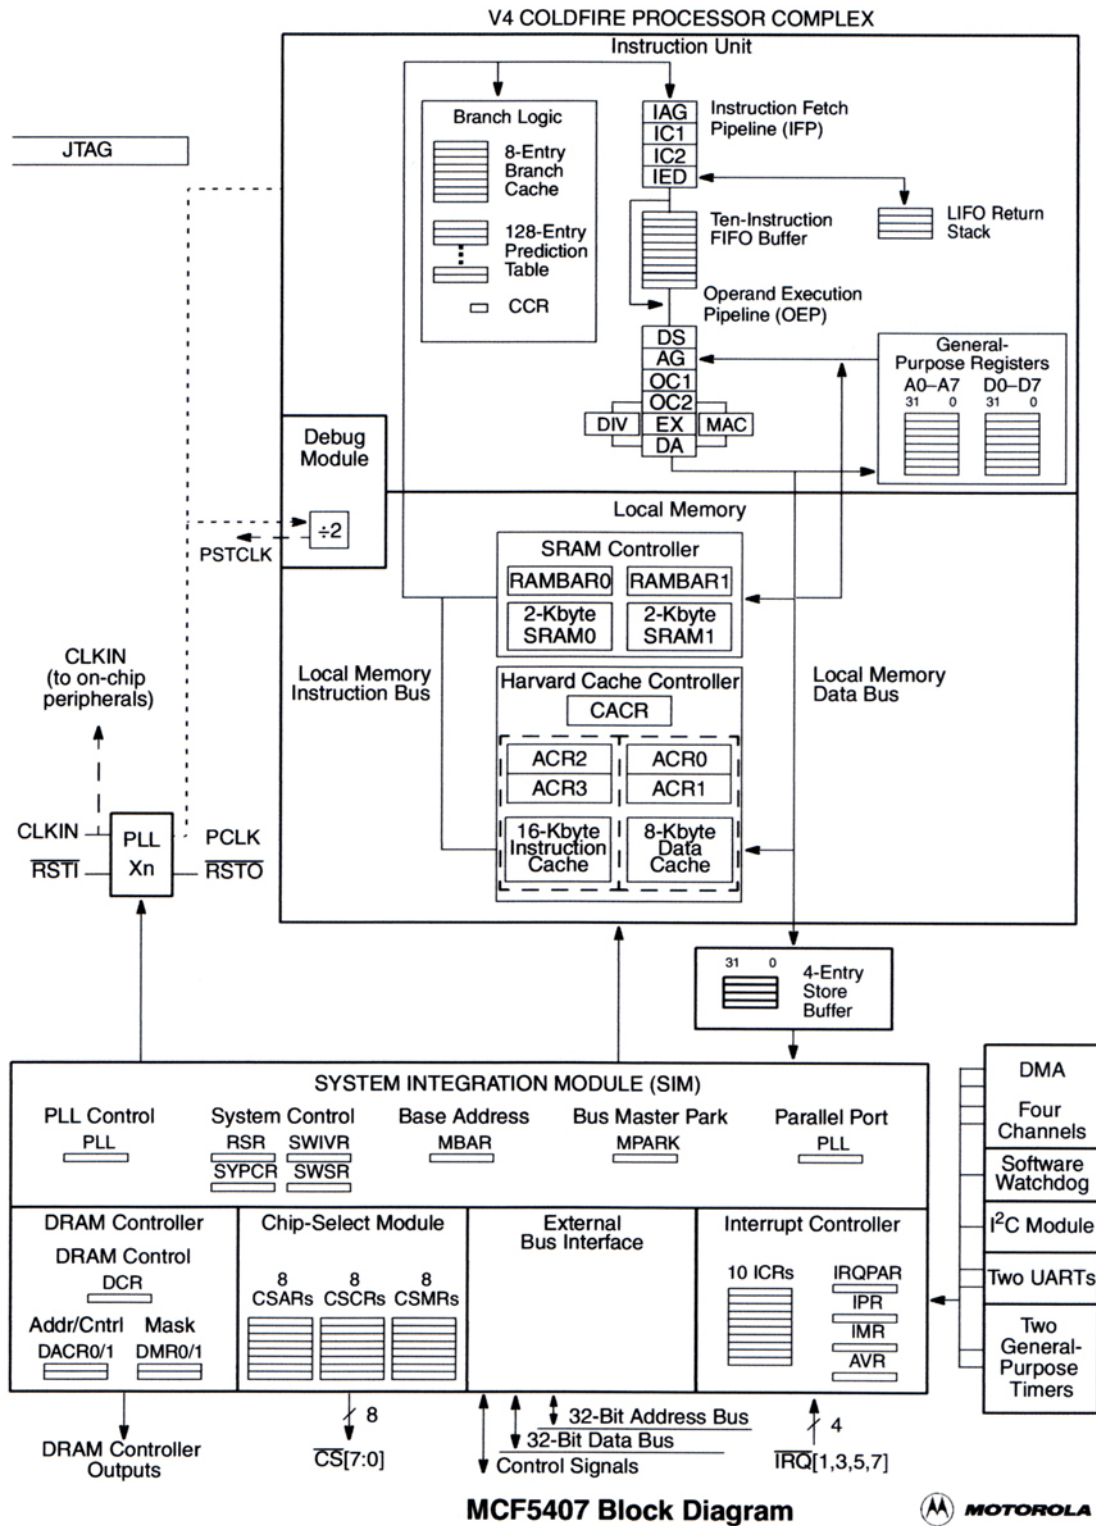 V4 COLDFIRE PROCESSOR COMPLEX
Instruction Unit
JTAG
Branch Logic
8-Entry
Branch
Cache
128-Entry
Prediction
Table
CCR
IAG
IC1
IC2
IED
Instruction Fetch
Pipeline (IFP)
Ten-Instruction
FIFO Buffer
LIFO Return
Stack
Operand Execution
Pipeline (OEP)
DS
AG
OC1
OC2
DIV
EX
MAC
DA
General-
Purpose Registers
A0–A7 D0–D7
31 0 31 0
Debug
Module
÷2
PSTCLK
Local Memory
SRAM Controller
RAMBAR0 RAMBAR1
2-Kbyte
SRAM0
2-Kbyte
SRAM1
Local Memory
Instruction Bus
Local Memory
Data Bus
Harvard Cache Controller
CACR
ACR2 ACR0
ACR3 ACR1
16-Kbyte
Instruction
Cache
8-Kbyte
Data
Cache
CLKIN
(to on-chip
peripherals)
CLKIN
RSTI
PLL
Xn
PCLK
RSTO
31 0
4-Entry
Store
Buffer
SYSTEM INTEGRATION MODULE (SIM)
PLL Control
PLL
System Control
RSR SWIVR
SYPCR SWSR
Base Address
MBAR
Bus Master Park
MPARK
Parallel Port
PLL
DRAM Controller
DRAM Control
DCR
Addr/Cntrl Mask
DACR0/1 DMR0/1
Chip-Select Module
8 8 8
CSARs CSCRs CSMRs
External
Bus Interface
Interrupt Controller
10 ICRs
IRQPAR
IPR
IMR
AVR
DMA
Four
Channels
Software
Watchdog
I²C Module
Two UARTs
Two
General-
Purpose
Timers
DRAM Controller
Outputs
8
CS[7:0]
32-Bit Address Bus
32-Bit Data Bus
Control Signals
4
IRQ[1,3,5,7]
MCF5407 Block Diagram
MOTOROLA